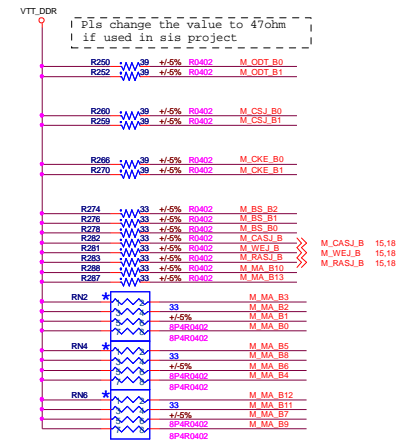 VTT_DDR
Pls change the value to 47ohm
if used in sis project
R250 39 +/-5% R0402 M_ODT_B0
R252 39 +/-5% R0402 M_ODT_B1
R260 39 +/-5% R0402 M_CSJ_B0
R259 39 +/-5% R0402 M_CSJ_B1
R266 39 +/-5% R0402 M_CKE_B0
R270 39 +/-5% R0402 M_CKE_B1
R274 33 +/-5% R0402 M_BS_B2
R276 33 +/-5% R0402 M_BS_B1
R278 33 +/-5% R0402 M_BS_B0
R282 33 +/-5% R0402 M_CASJ_B M_CASJ_B 15,18
R281 33 +/-5% R0402 M_WEJ_B M_WEJ_B 15,18
R283 33 +/-5% R0402 M_RASJ_B M_RASJ_B 15,18
R288 33 +/-5% R0402 M_MA_B10
R287 33 +/-5% R0402 M_MA_B13
RN2 * M_MA_B3
33 M_MA_B2
+/-5% M_MA_B1
8P4R0402 M_MA_B0
8P4R0402
RN4 * M_MA_B5
33 M_MA_B8
+/-5% M_MA_B6
8P4R0402 M_MA_B4
8P4R0402
RN6 * M_MA_B12
33 M_MA_B11
+/-5% M_MA_B7
8P4R0402 M_MA_B9
8P4R0402